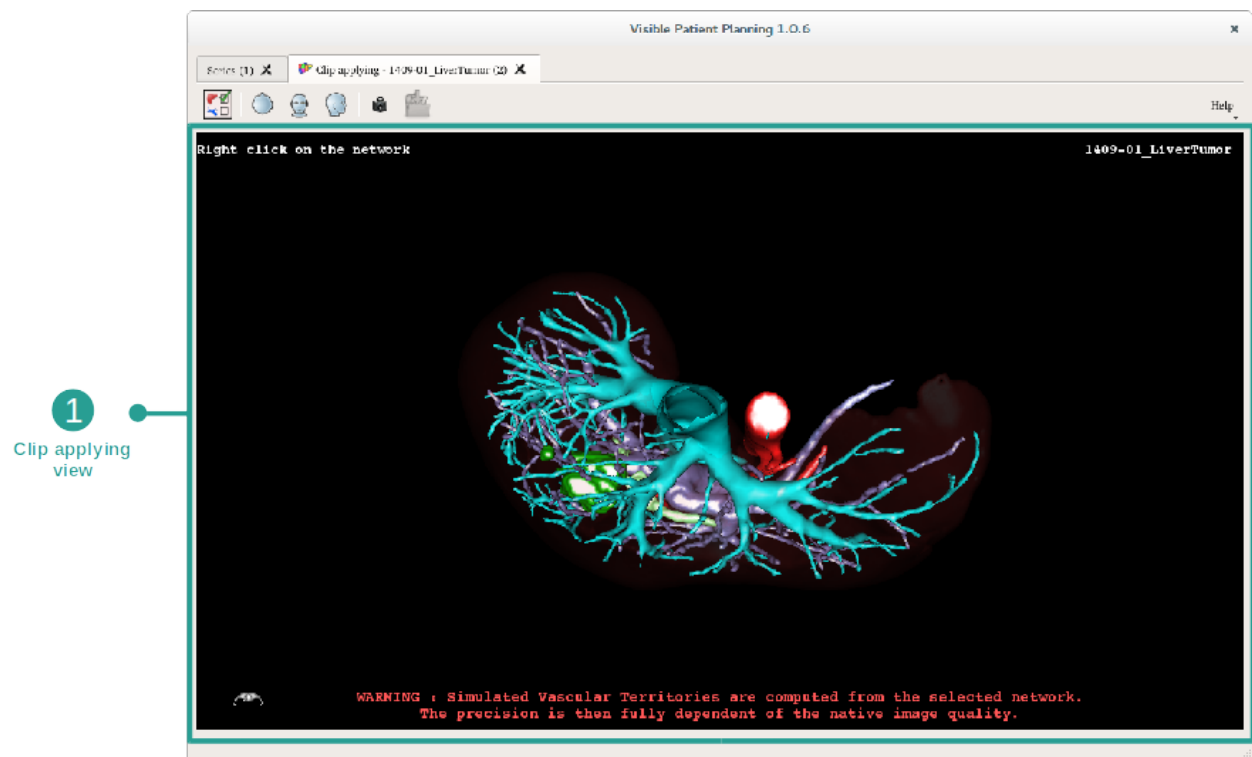 Visible Patient Planning 1.0.6
Series (1)
Clip applying - 1409-01_LiverTumor (2)
Help
Right click on the network
1409-01_LiverTumor
1
Clip applying
view
WARNING : Simulated Vascular Territories are computed from the selected network.
The precision is then fully dependent of the native image quality.